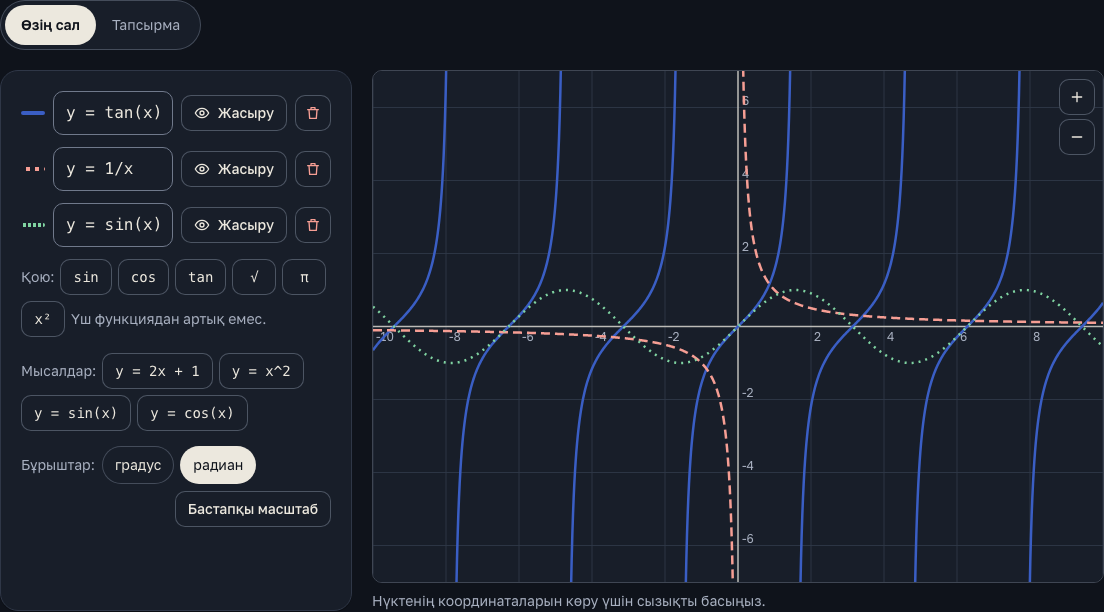 Өзің сал Тапсырма
y = tan(x) Жасыру
y = 1/x Жасыру
y = sin(x) Жасыру
Қою: sin cos tan √ π
x² Үш функциядан артық емес.
Мысалдар: y = 2x + 1 y = x^2
y = sin(x) y = cos(x)
Бұрыштар: градус радиан
Бастапқы масштаб
+
−
6
4
2
-10 -8 -6 -4 -2 2 4 6 8
-2
-4
-6
Нүктенің координаталарын көру үшін сызықты басыңыз.